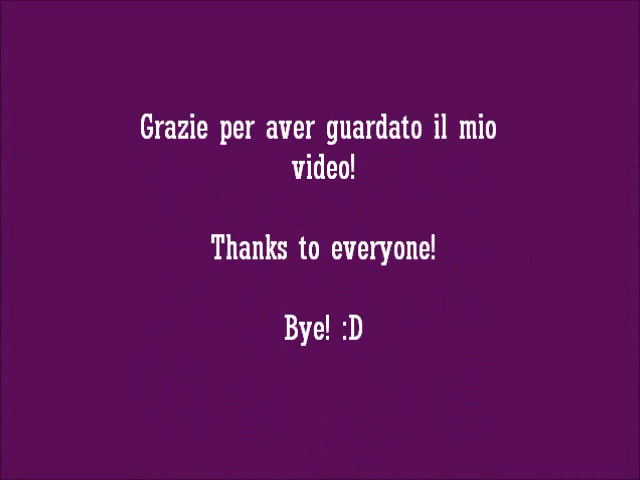 Grazie per aver guardato il mio
video!
Thanks to everyone!
Bye! :D